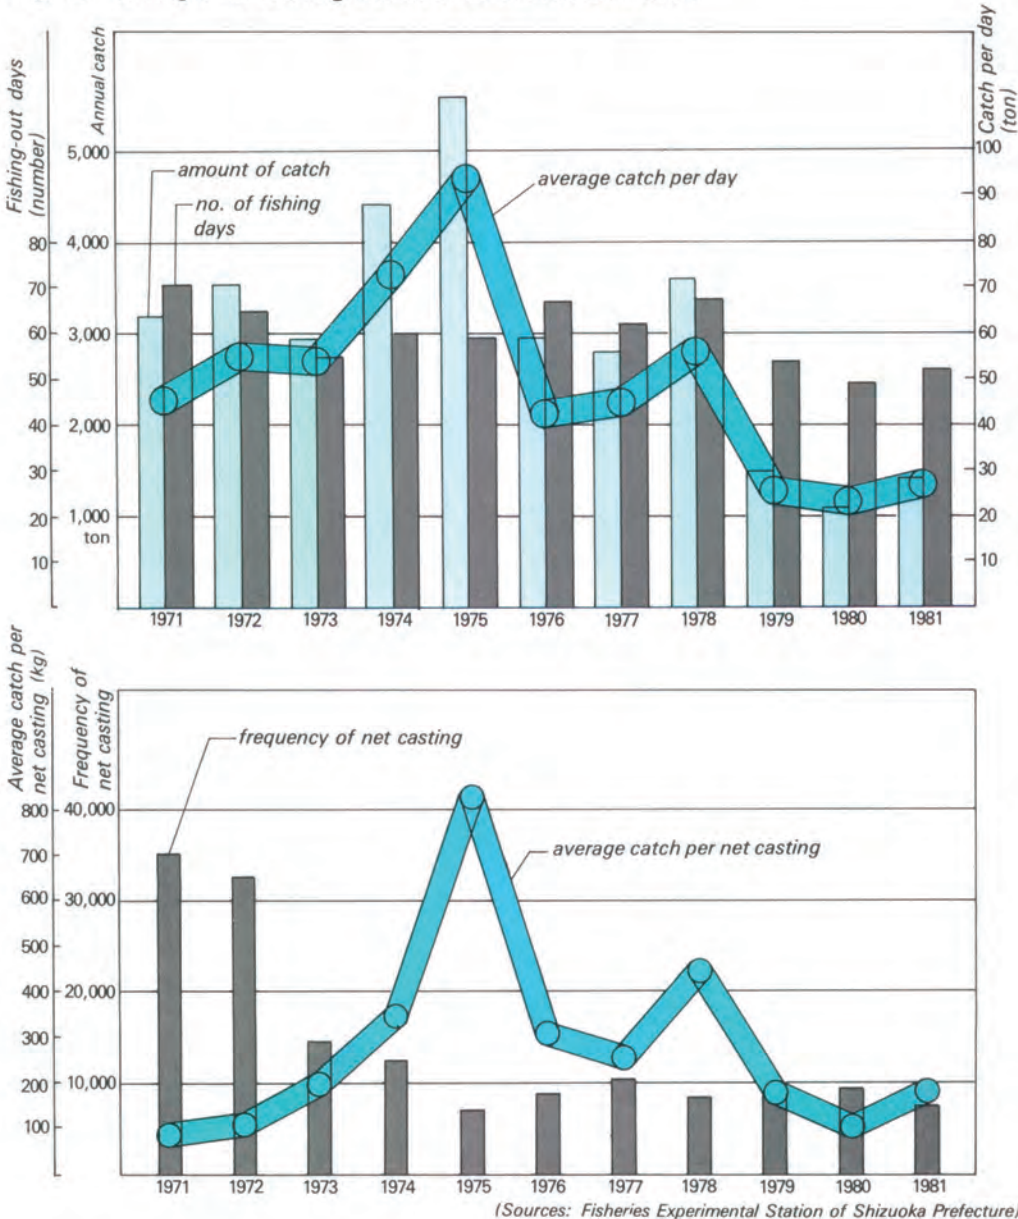 Fishing-out days
(number)
Annual catch
Catch per day
(ton)
amount of catch
no. of fishing
days
average catch per day
80
70
60
50
40
30
20
10
5,000
4,000
3,000
2,000
1,000
ton
100
90
80
70
60
50
40
30
20
10
1971 1972 1973 1974 1975 1976 1977 1978 1979 1980 1981
Average catch per
net casting (kg)
Frequency of
net casting
frequency of net casting
average catch per net casting
800
700
600
500
400
300
200
100
40,000
30,000
20,000
10,000
1971 1972 1973 1974 1975 1976 1977 1978 1979 1980 1981
(Sources: Fisheries Experimental Station of Shizuoka Prefecture)